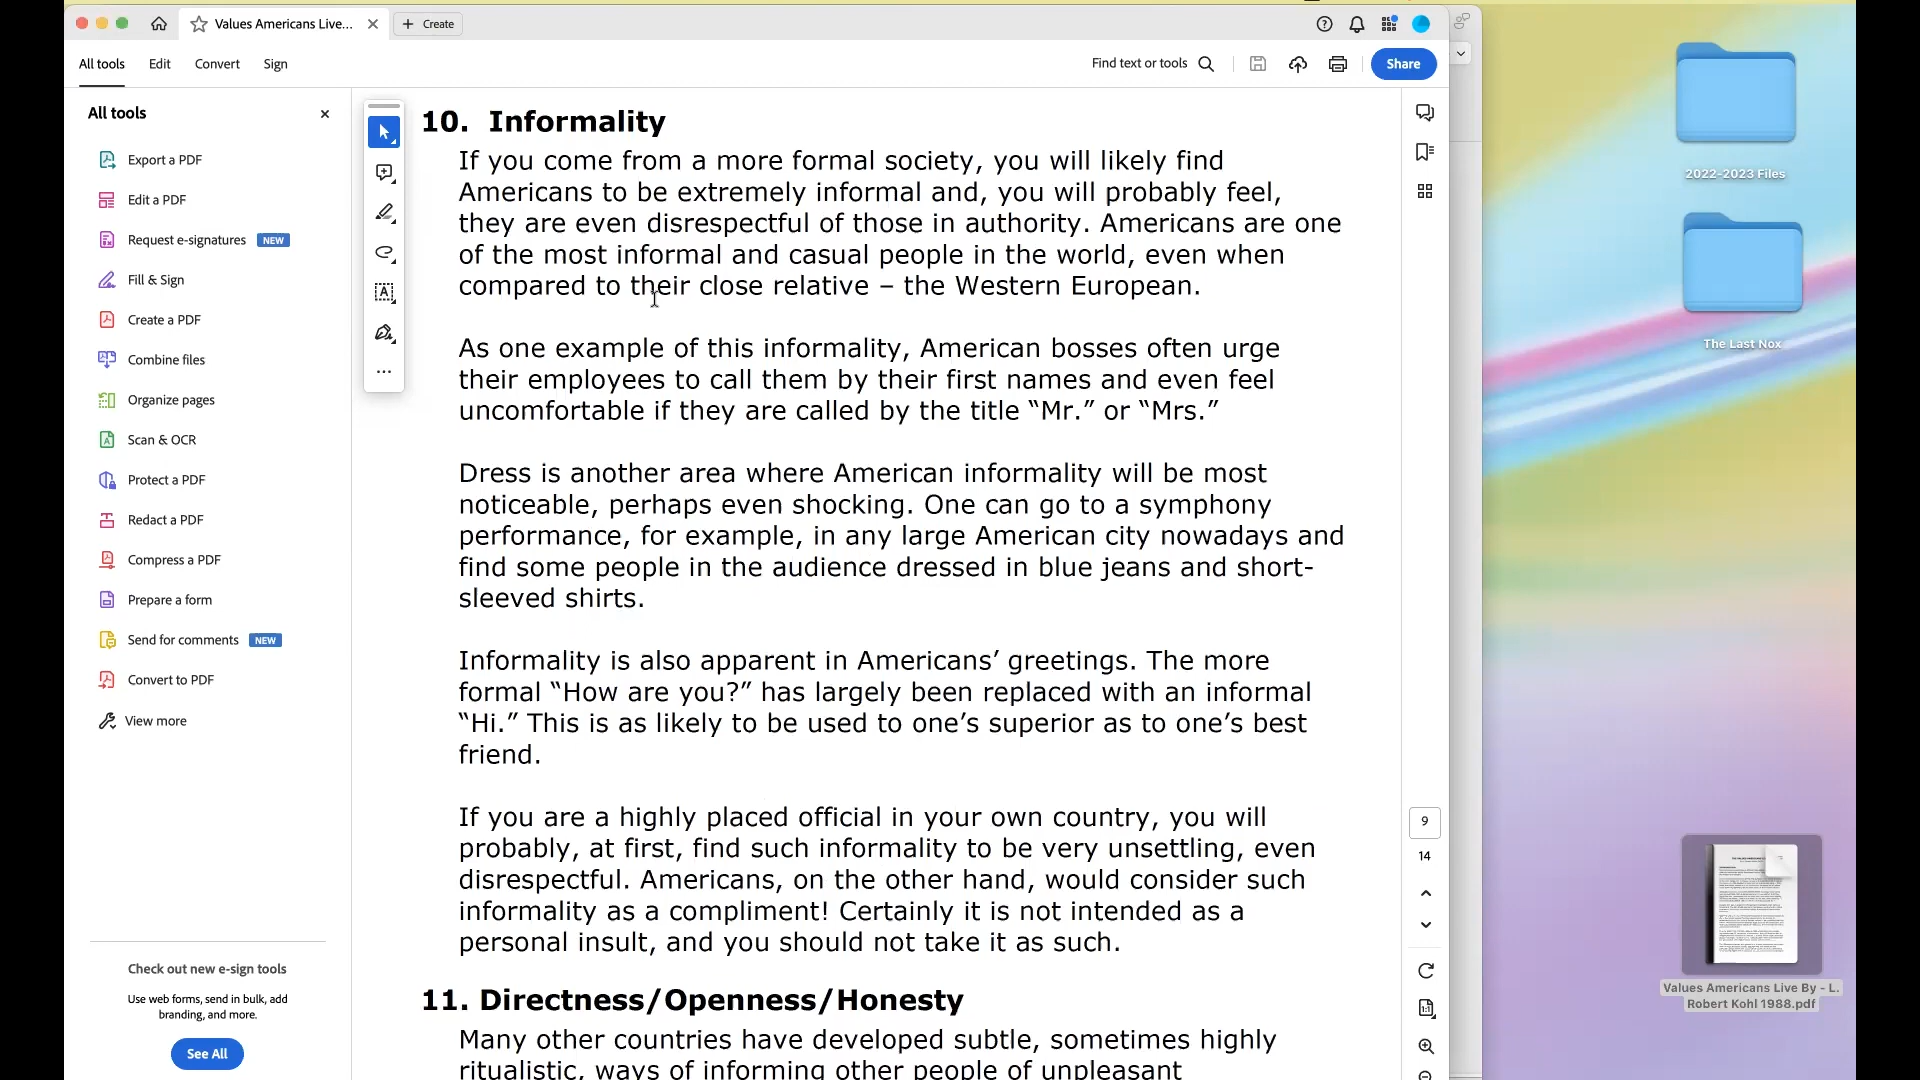 Values Americans Live...
Create
All tools
Edit
Convert
Sign
Find text or tools
Share
All tools
Export a PDF
Edit a PDF
Request e-signatures NEW
Fill & Sign
Create a PDF
Combine files
Organize pages
Scan & OCR
Protect a PDF
Redact a PDF
Compress a PDF
Prepare a form
Send for comments NEW
Convert to PDF
View more
Check out new e-sign tools
Use web forms, send in bulk, add
branding, and more.
See All
10. Informality
If you come from a more formal society, you will likely find
Americans to be extremely informal and, you will probably feel,
they are even disrespectful of those in authority. Americans are one
of the most informal and casual people in the world, even when
compared to their close relative – the Western European.
As one example of this informality, American bosses often urge
their employees to call them by their first names and even feel
uncomfortable if they are called by the title “Mr.” or “Mrs.”
Dress is another area where American informality will be most
noticeable, perhaps even shocking. One can go to a symphony
performance, for example, in any large American city nowadays and
find some people in the audience dressed in blue jeans and short-
sleeved shirts.
Informality is also apparent in Americans’ greetings. The more
formal “How are you?” has largely been replaced with an informal
“Hi.” This is as likely to be used to one’s superior as to one’s best
friend.
If you are a highly placed official in your own country, you will
probably, at first, find such informality to be very unsettling, even
disrespectful. Americans, on the other hand, would consider such
informality as a compliment! Certainly it is not intended as a
personal insult, and you should not take it as such.
11. Directness/Openness/Honesty
Many other countries have developed subtle, sometimes highly
ritualistic, ways of informing other people of unpleasant
9
14
2022-2023 Files
The Last Nox
Values Americans Live By - L.
Robert Kohl 1988.pdf